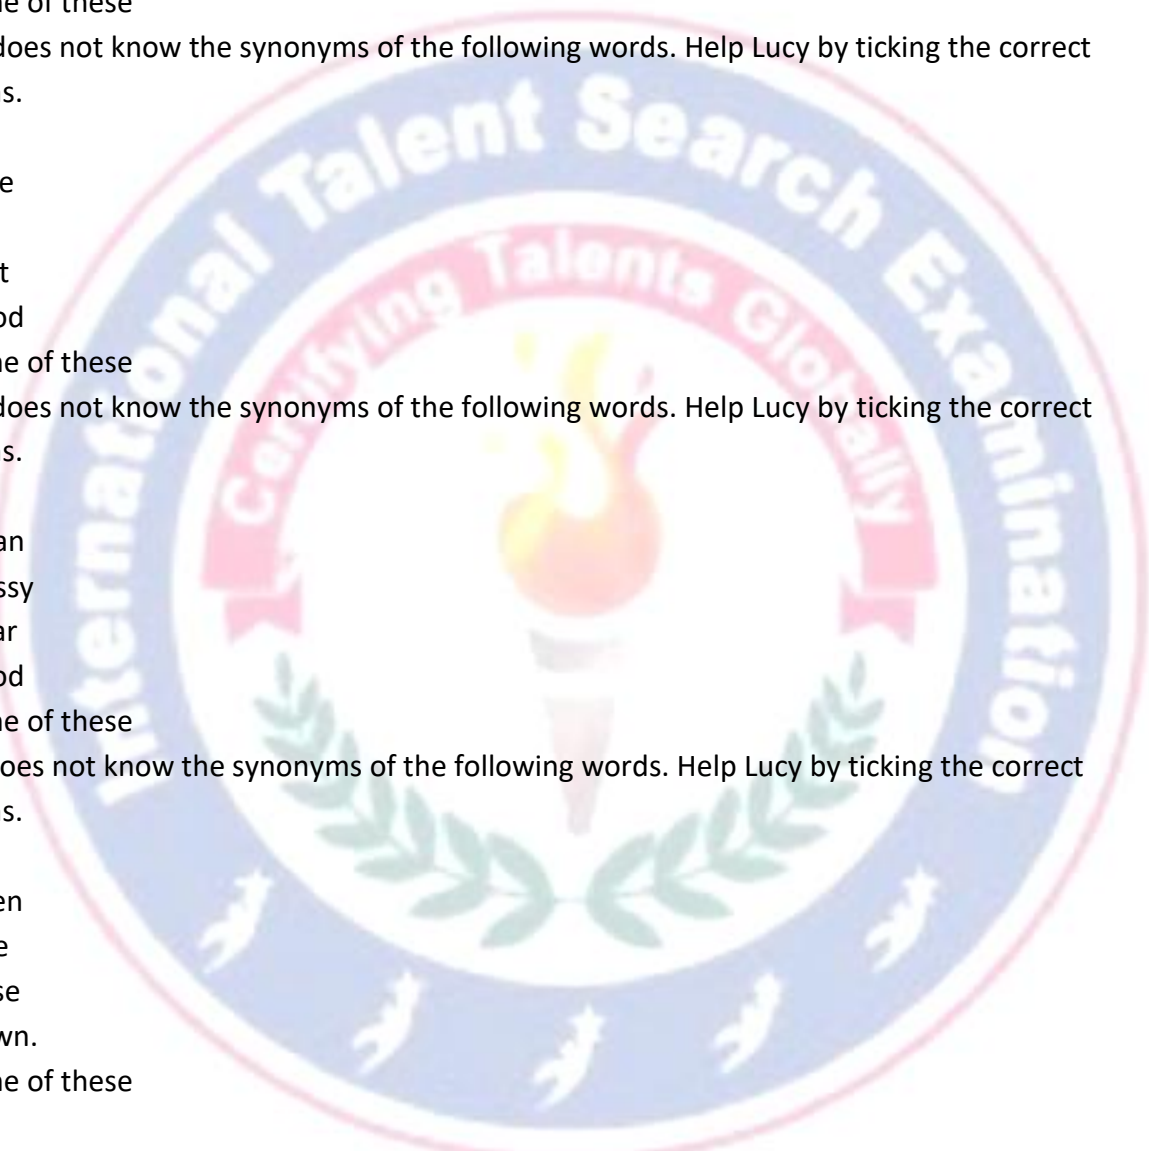 ne of these
does not know the synonyms of the following words. Help Lucy by ticking the correct
s.
e
t
od
ne of these
does not know the synonyms of the following words. Help Lucy by ticking the correct
s.
an
ssy
ar
od
ne of these
oes not know the synonyms of the following words. Help Lucy by ticking the correct
s.
en
e
se
wn.
ne of these
International Talent Search Examination
Certifying Talents Globally